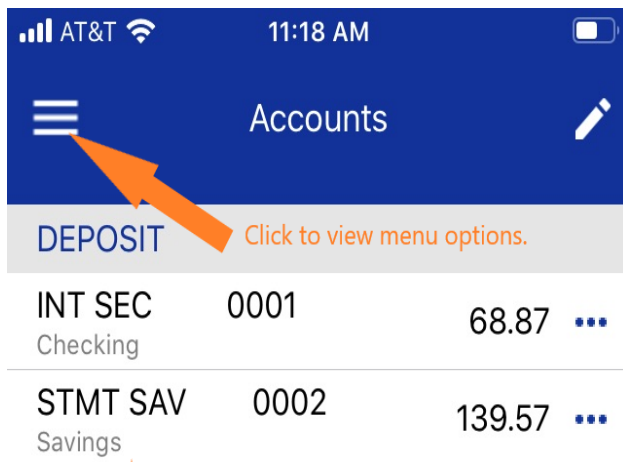 AT&T 11:18 AM
Accounts
DEPOSIT Click to view menu options.
INT SEC 0001 68.87
Checking
STMT SAV 0002 139.57
Savings